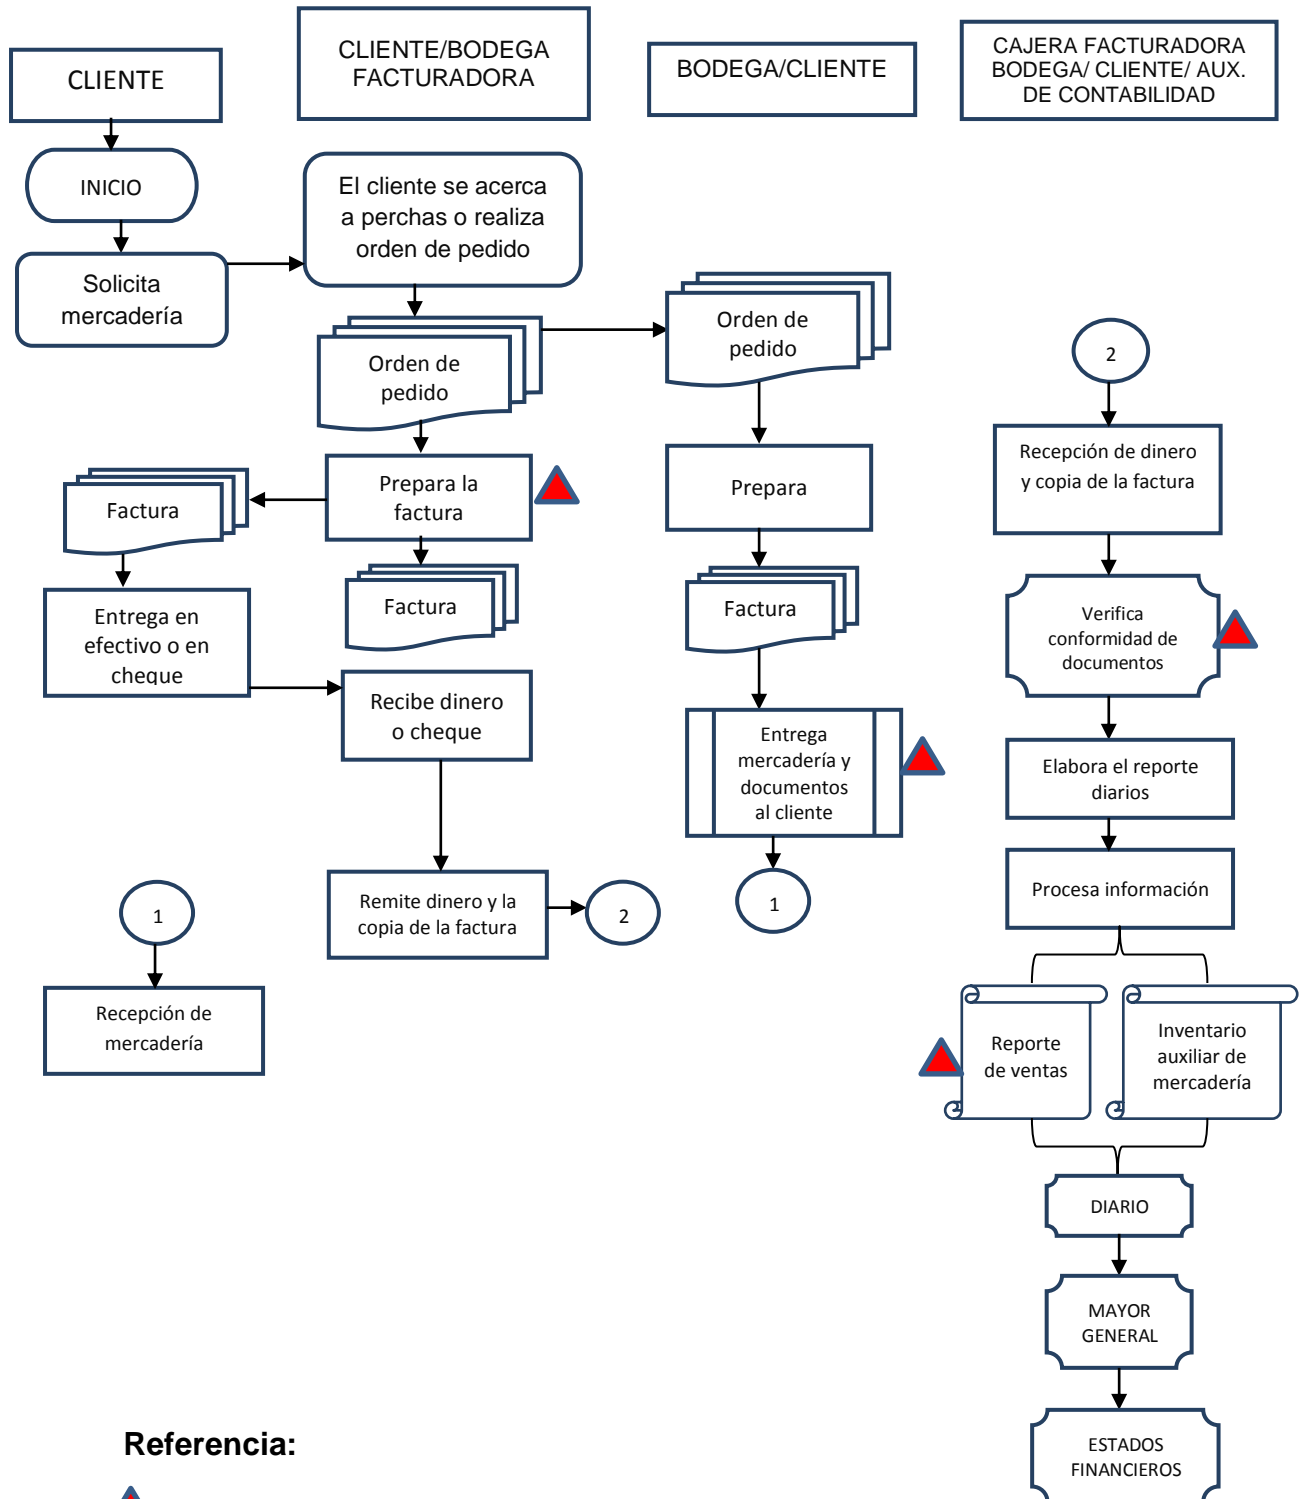 CLIENTE
CLIENTE/BODEGA
FACTURADORA
BODEGA/CLIENTE
CAJERA FACTURADORA
BODEGA/ CLIENTE/ AUX.
DE CONTABILIDAD
INICIO
Solicita
mercadería
El cliente se acerca
a perchas o realiza
orden de pedido
Orden de
pedido
Orden de
pedido
2
Prepara la
factura
Factura
Factura
Prepara
Factura
Recepción de dinero
y copia de la factura
Entrega en
efectivo o en
cheque
Recibe dinero
o cheque
Entrega
mercadería y
documentos
al cliente
Verifica
conformidad de
documentos
Elabora el reporte
diarios
Procesa información
Remite dinero y la
copia de la factura
2
1
1
Recepción de
mercadería
Reporte
de ventas
Inventario
auxiliar de
mercadería
DIARIO
MAYOR
GENERAL
ESTADOS
FINANCIEROS
Referencia: